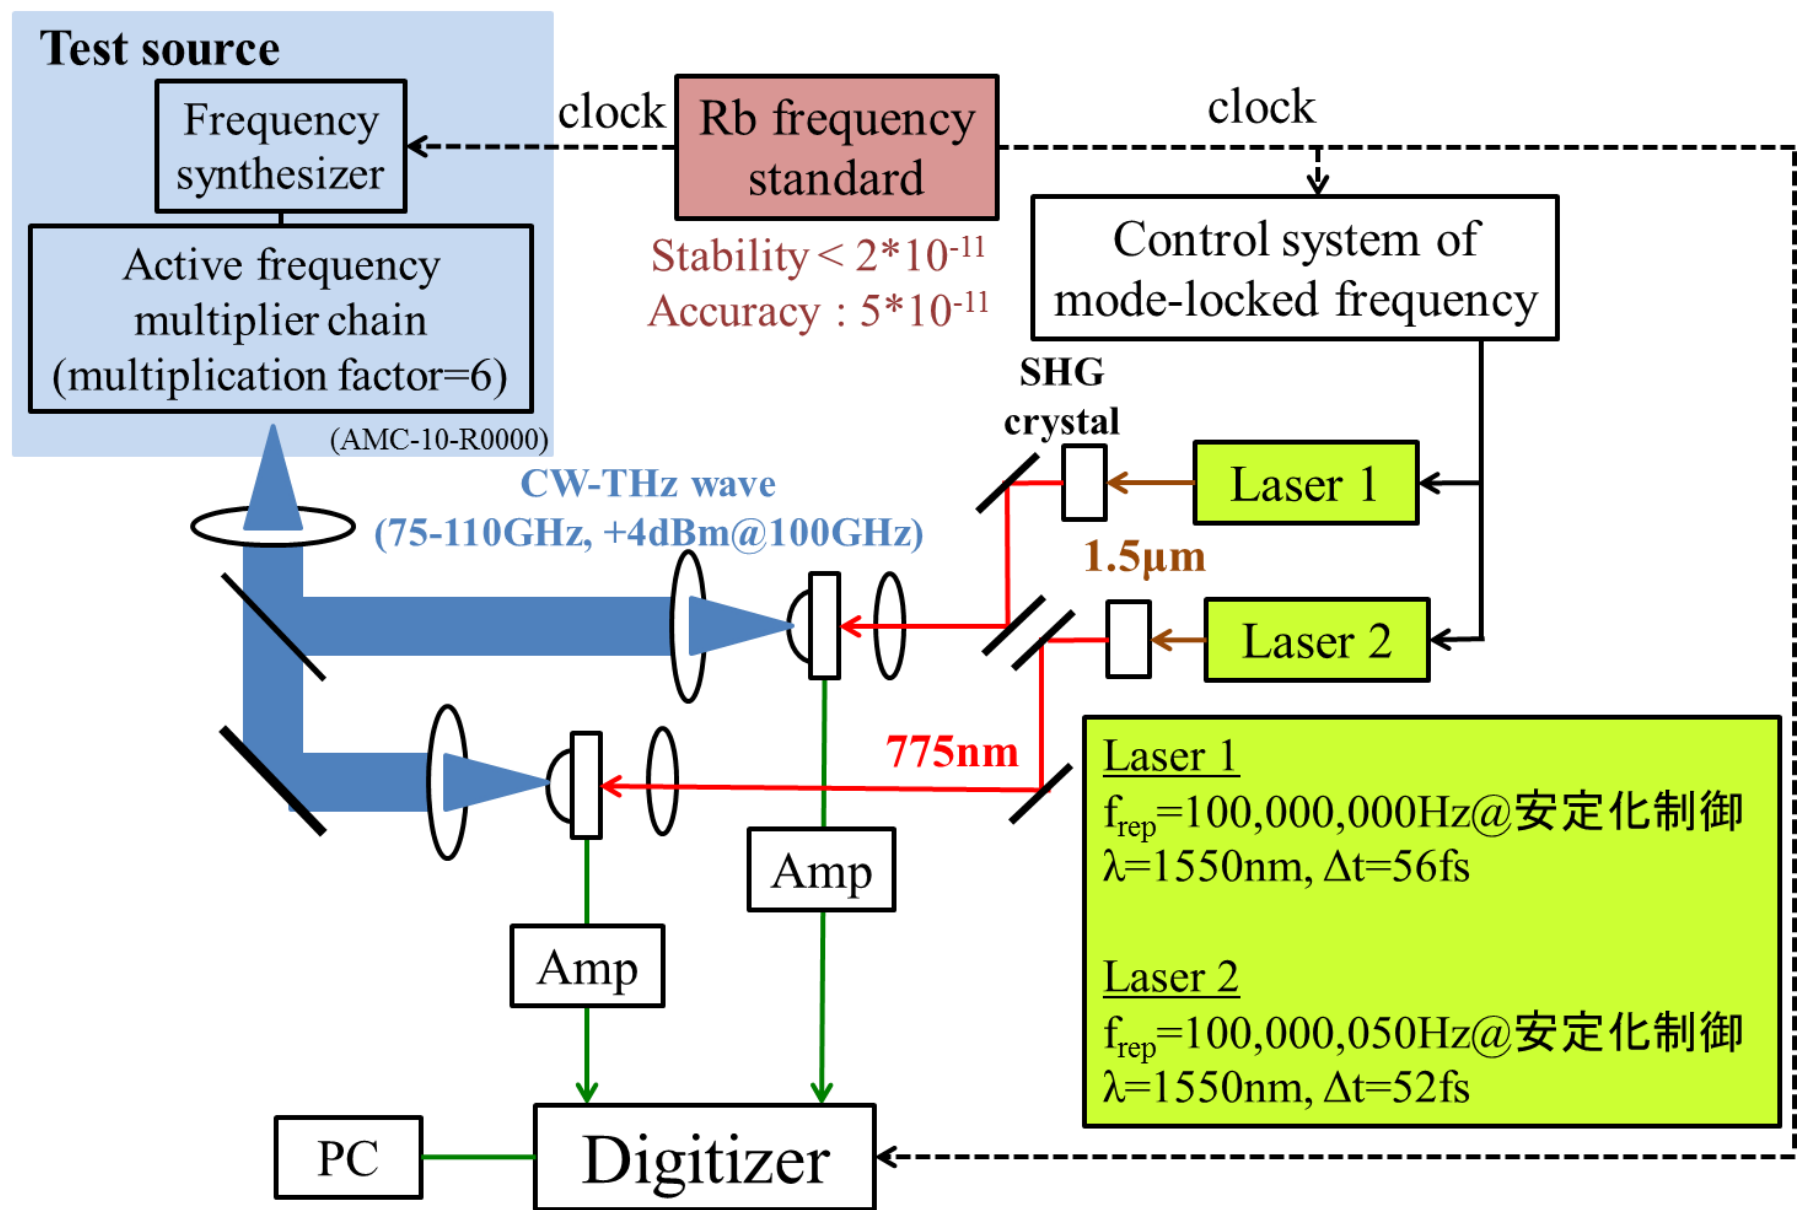 Test source
Frequency
synthesizer
Active frequency
multiplier chain
(multiplication factor=6)
(AMC-10-R0000)
clock
Rb frequency
standard
Stability < 2*10-11
Accuracy : 5*10-11
clock
Control system of
mode-locked frequency
SHG
crystal
Laser 1
1.5μm
Laser 2
CW-THz wave
(75-110GHz, +4dBm@100GHz)
775nm
Amp
Amp
PC
Digitizer
Laser 1
frep=100,000,000Hz@安定化制御
λ=1550nm, Δt=56fs
Laser 2
frep=100,000,050Hz@安定化制御
λ=1550nm, Δt=52fs